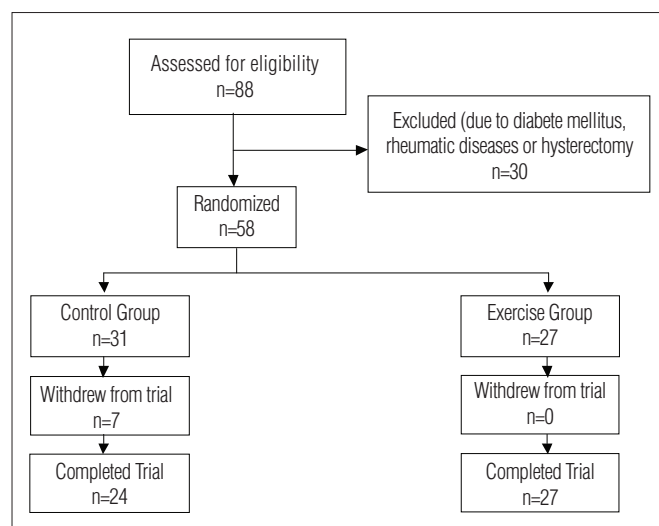 Assessed for eligibility
n=88
Excluded (due to diabete mellitus,
rheumatic diseases or hysterectomy
n=30
Randomized
n=58
Control Group
n=31
Exercise Group
n=27
Withdrew from trial
n=7
Withdrew from trial
n=0
Completed Trial
n=24
Completed Trial
n=27